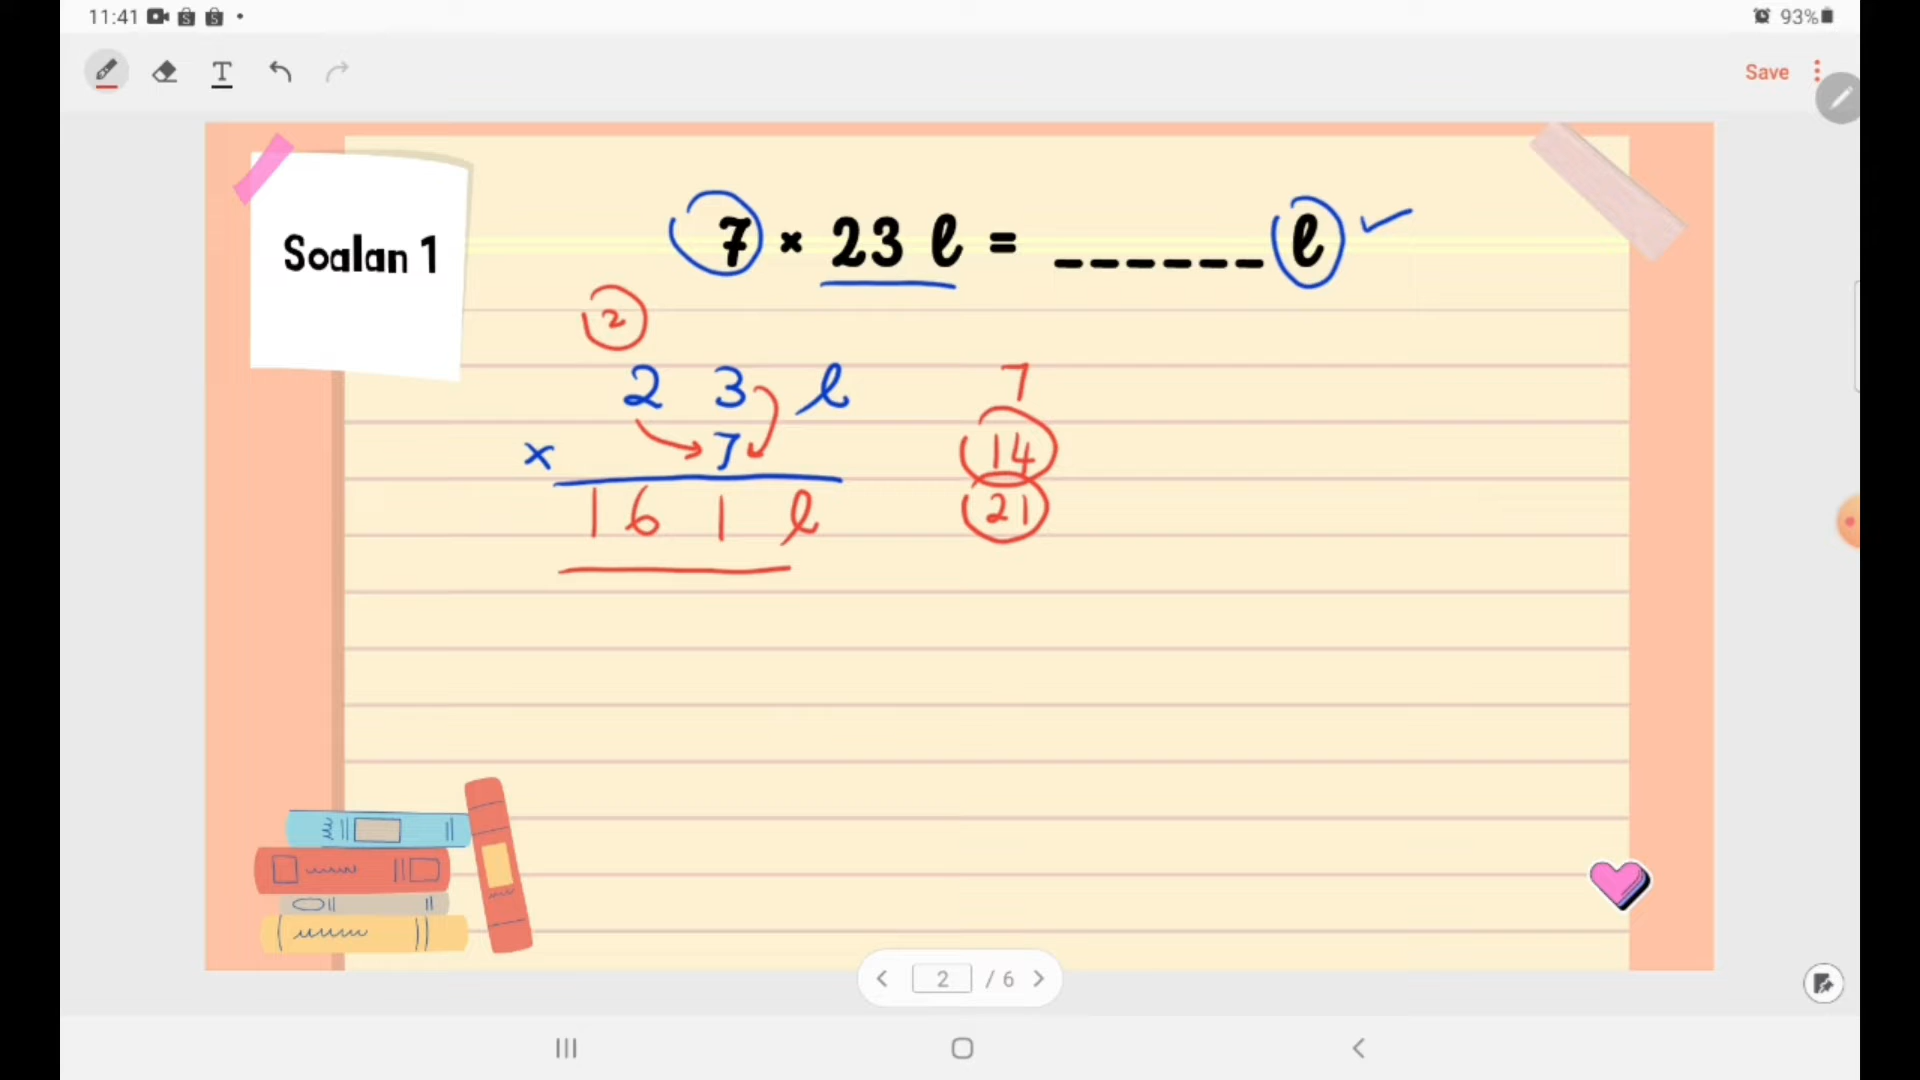 11:41
93%
Save
Soalan 1
7 × 23 ℓ = ______ ℓ
2
2 3 ℓ
7
× 7
14
1 6 1 ℓ
21
2 / 6